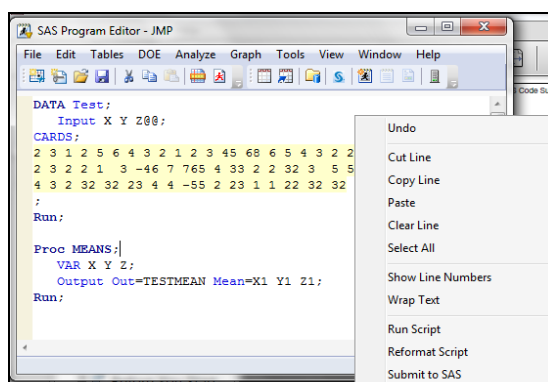 SAS Program Editor - JMP
File Edit Tables DOE Analyze Graph Tools View Window Help
DATA Test;
Input X Y Z@@;
CARDS;
2 3 1 2 5 6 4 3 2 1 2 3 45 68 6 5 4 3 2 2
2 3 2 2 1 3 -46 7 765 4 33 2 2 32 3 5 5
4 3 2 32 32 23 4 4 -55 2 23 1 1 22 32 32
;
Run;
Proc MEANS;
VAR X Y Z;
Output Out=TESTMEAN Mean=X1 Y1 Z1;
Run;
Code Su
Undo
Cut Line
Copy Line
Paste
Clear Line
Select All
Show Line Numbers
Wrap Text
Run Script
Reformat Script
Submit to SAS